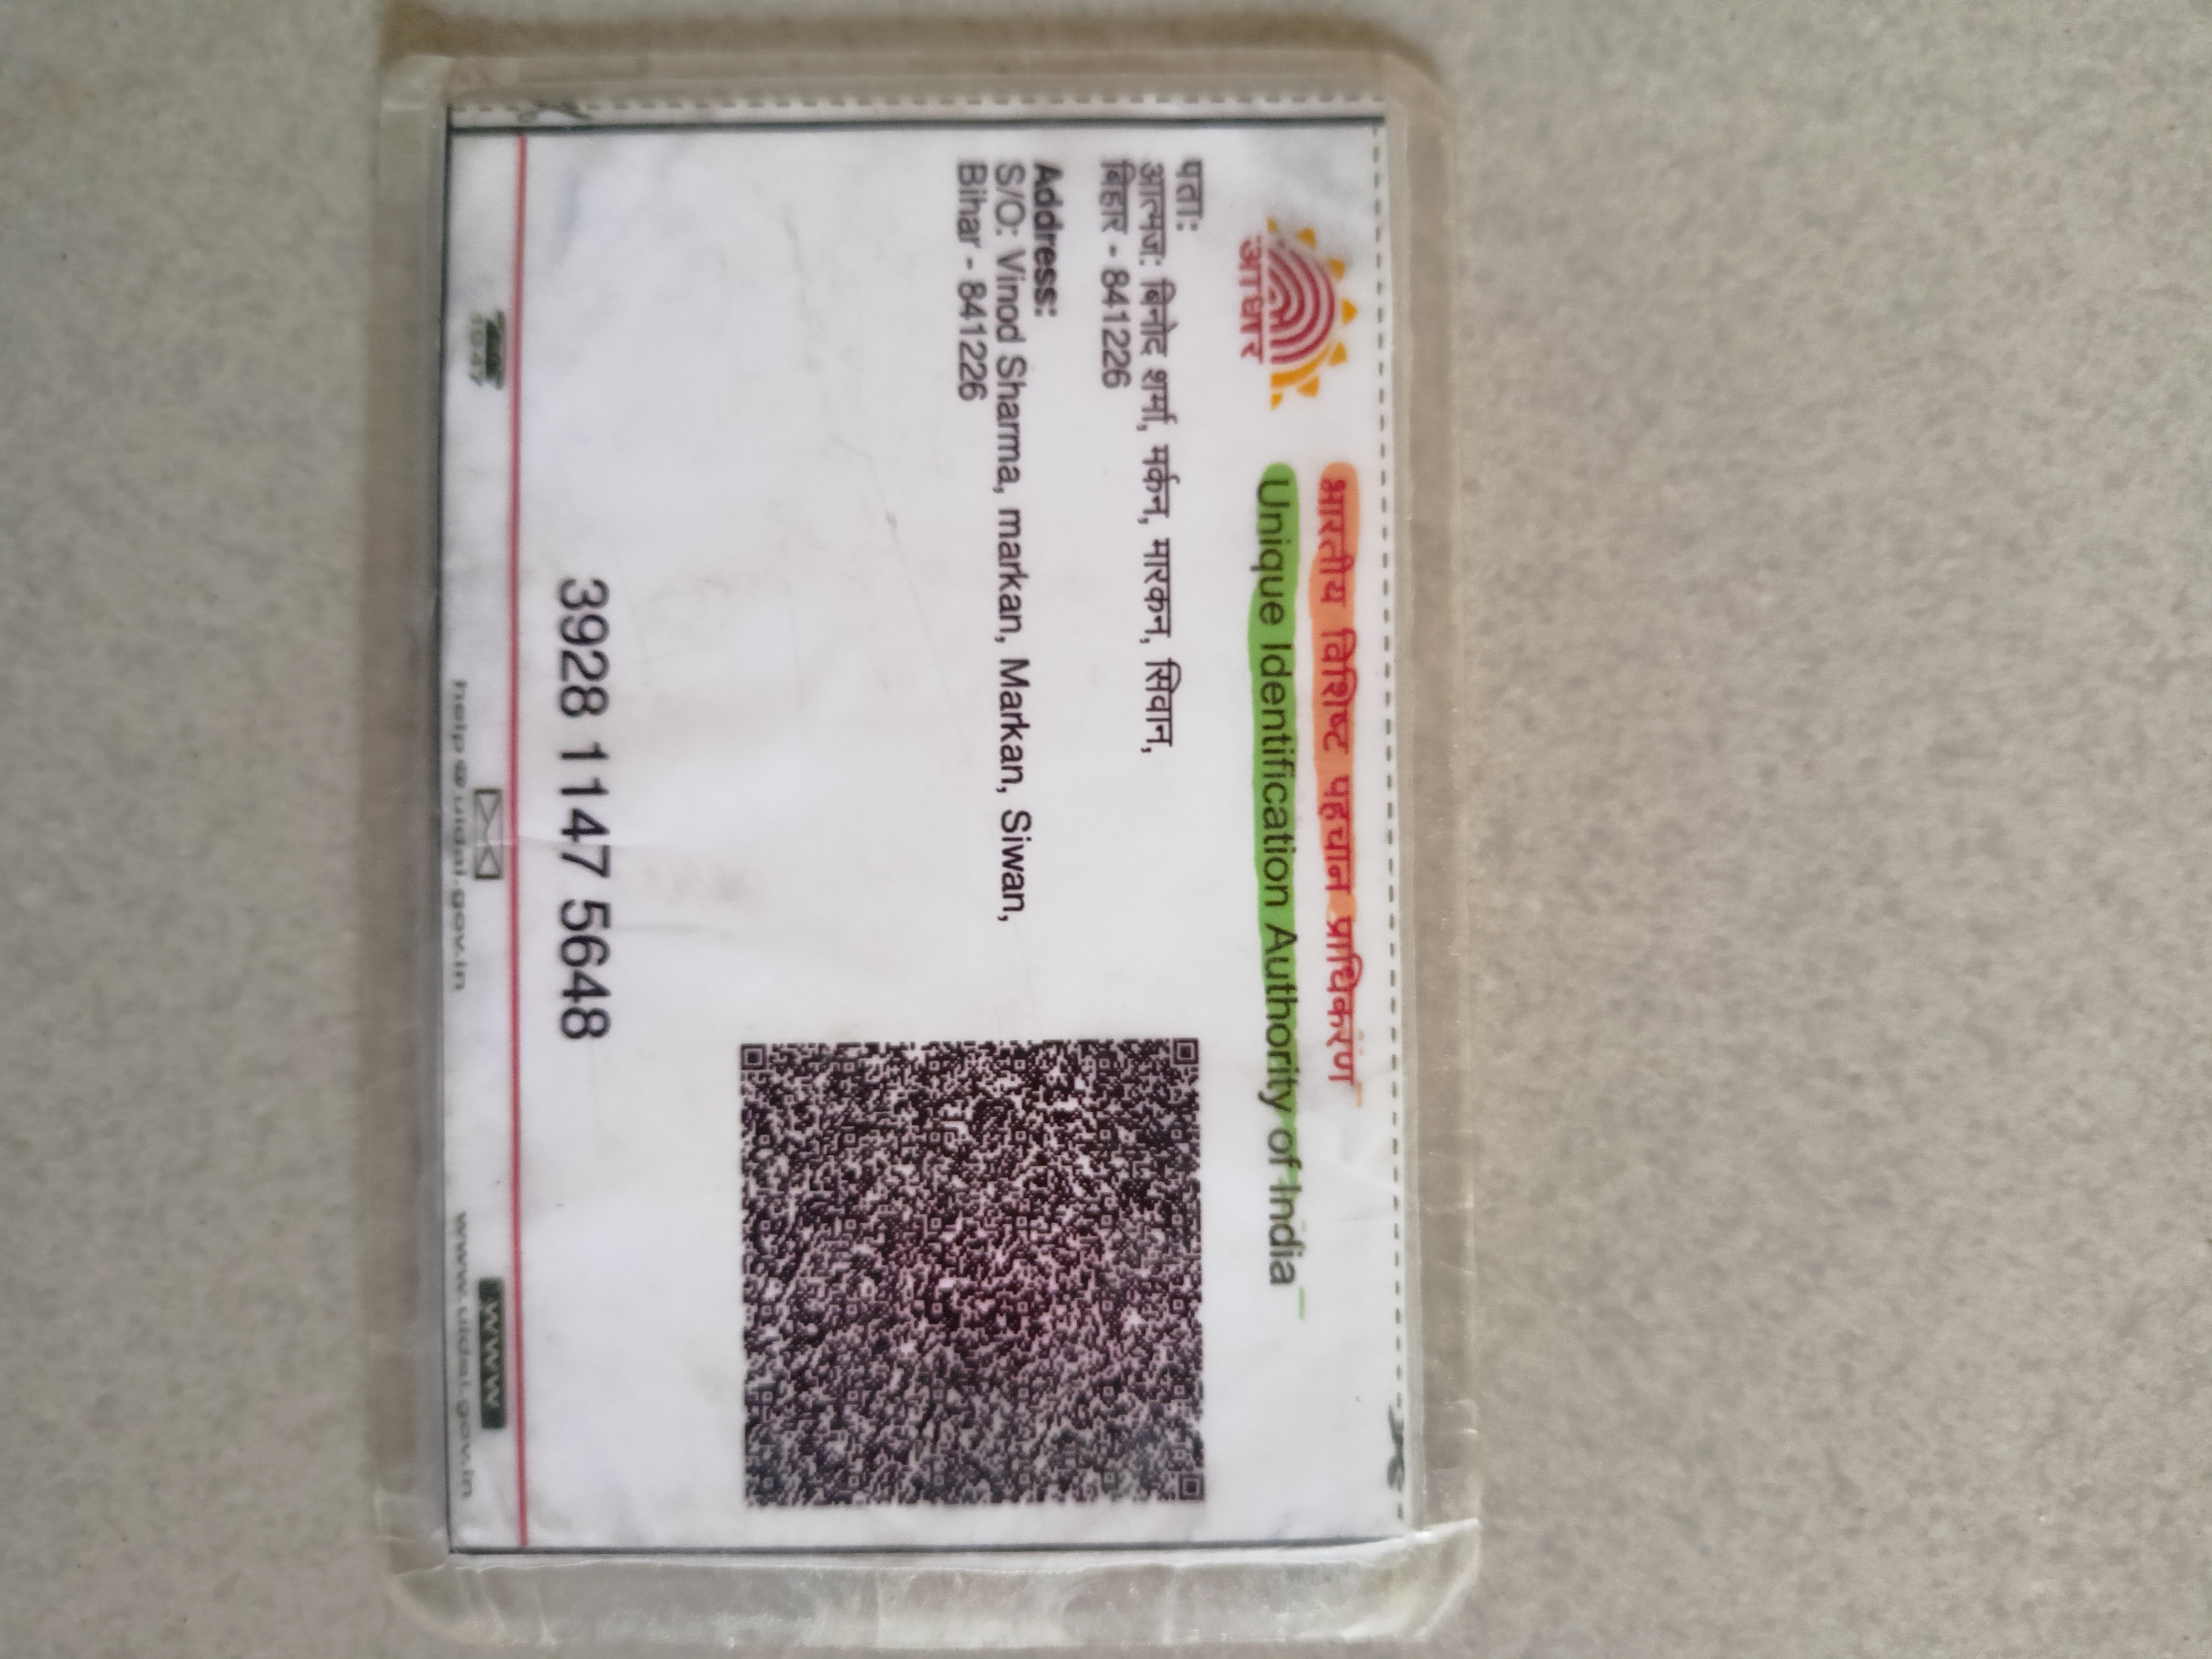 आधार
भारतीय विशिष्ट पहचान प्राधिकरण
Unique Identification Authority of India
पता:
आत्मज: बिनोद शर्मा, मर्कन, मारकन, सिवान,
बिहार - 841226
Address:
S/O: Vinod Sharma, markan, Markan, Siwan,
Bihar - 841226
3928 1147 5648
1947
help@uidai.gov.in
www
www.uidai.gov.in